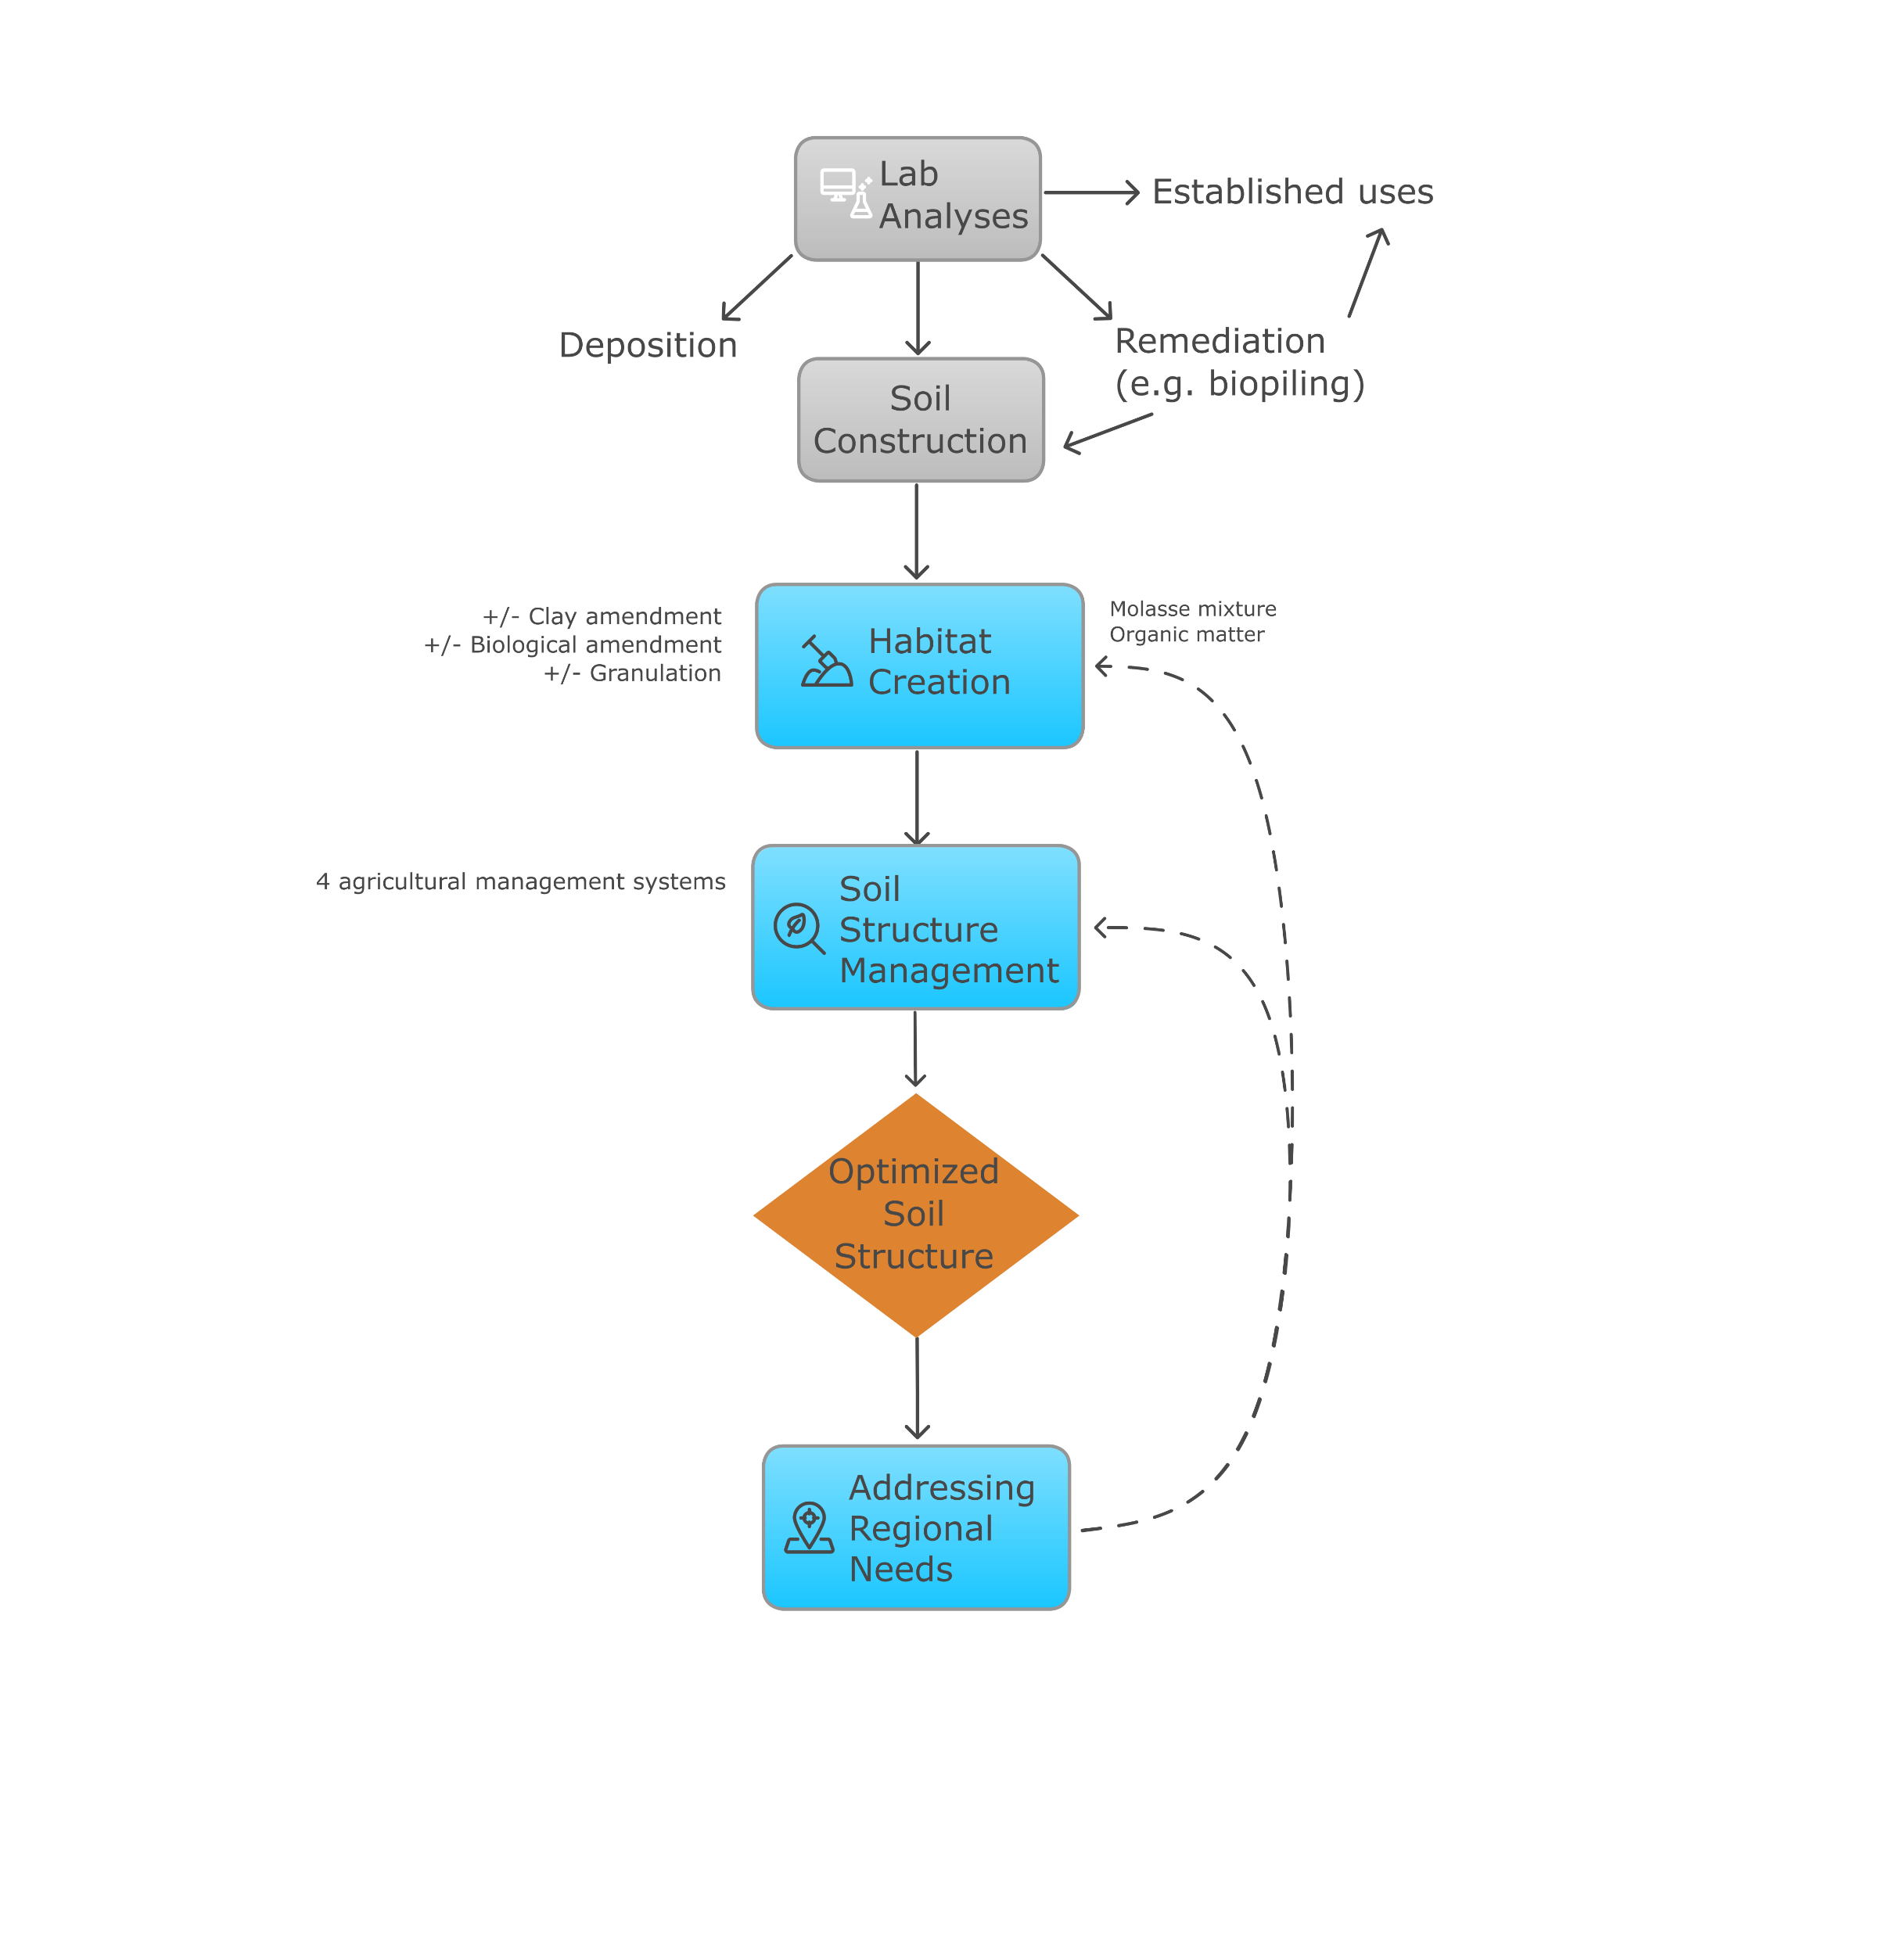 Lab
Analyses
Established uses
Deposition
Remediation
(e.g. biopiling)
Soil
Construction
+/- Clay amendment
+/- Biological amendment
+/- Granulation
Habitat
Creation
Molasse mixture
Organic matter
4 agricultural management systems
Soil
Structure
Management
Optimized
Soil
Structure
Addressing
Regional
Needs